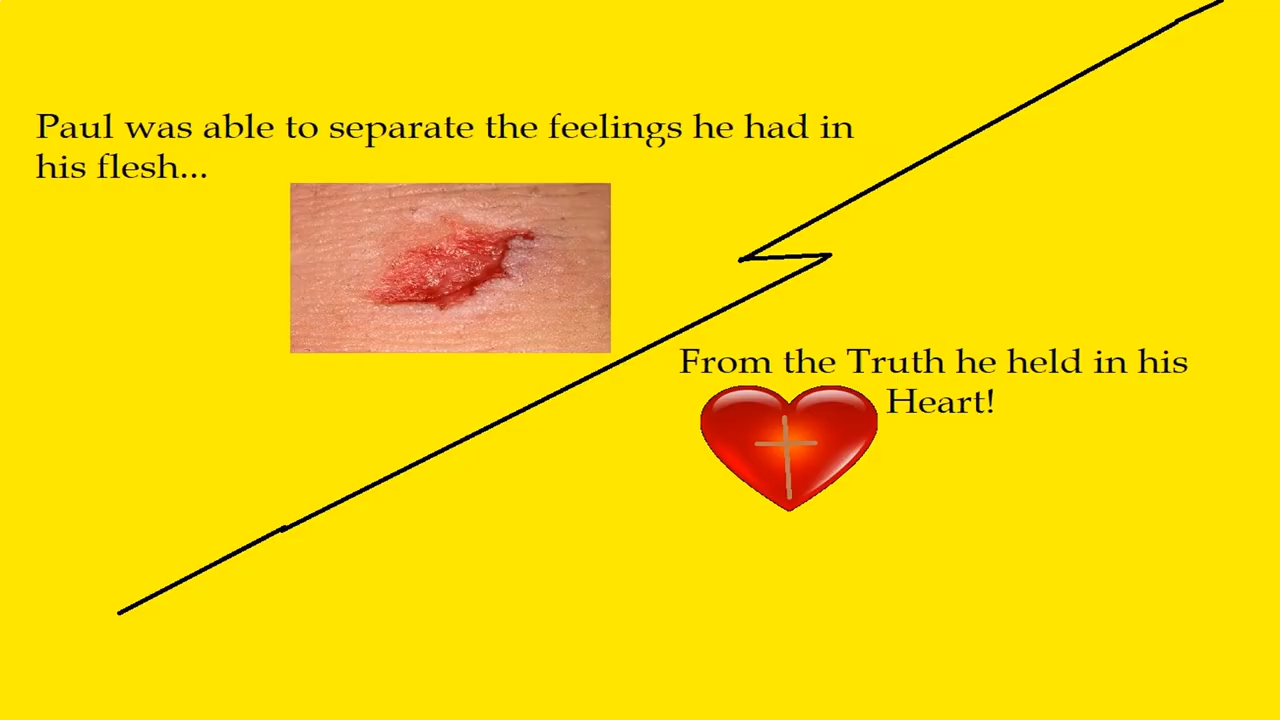 Paul was able to separate the feelings he had in
his flesh...
From the Truth he held in his
Heart!